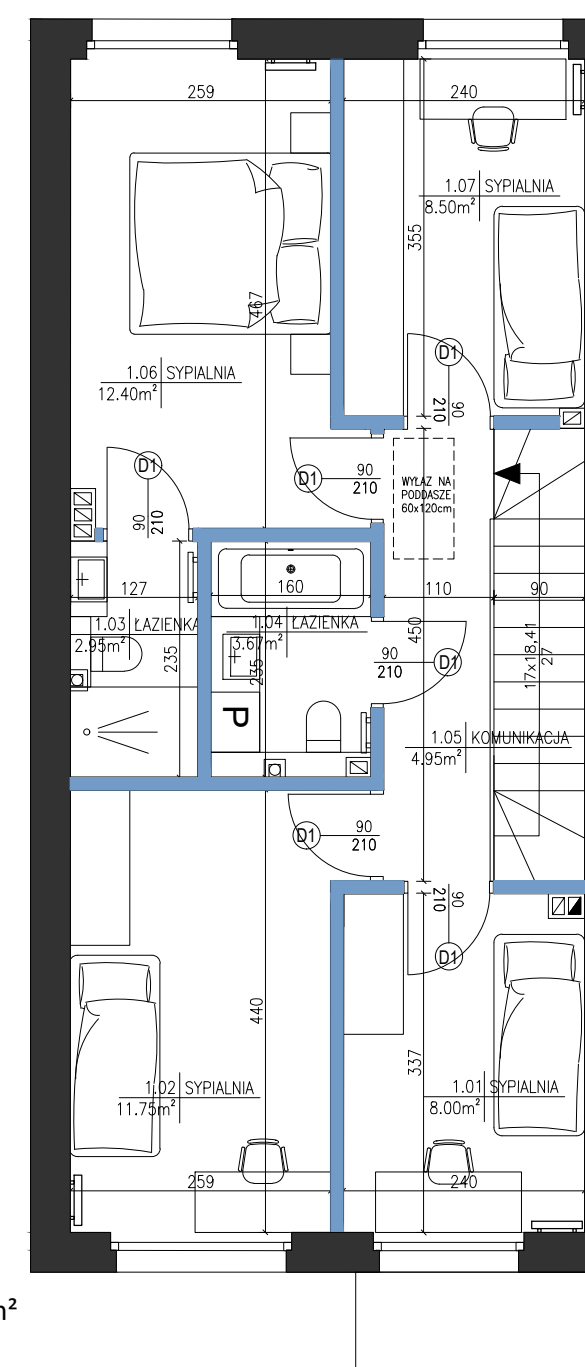 259
240
1.07 SYPIALNIA
8.50m²
355
467
D1
90
210
1.06 SYPIALNIA
12.40m²
D1
90
210
D1
90
210
WYŁAZ NA
PODDASZE
60x120cm
127
160
110
90
1.03 ŁAZIENKA
2.95m²
235
1.04 ŁAZIENKA
3.67m²
235
P
90
210
D1
450
17x18,41
27
1.05 KOMUNIKACJA
4.95m²
D1
90
210
90
210
D1
440
337
1.02 SYPIALNIA
11.75m²
1.01 SYPIALNIA
8.00m²
259
240
m²